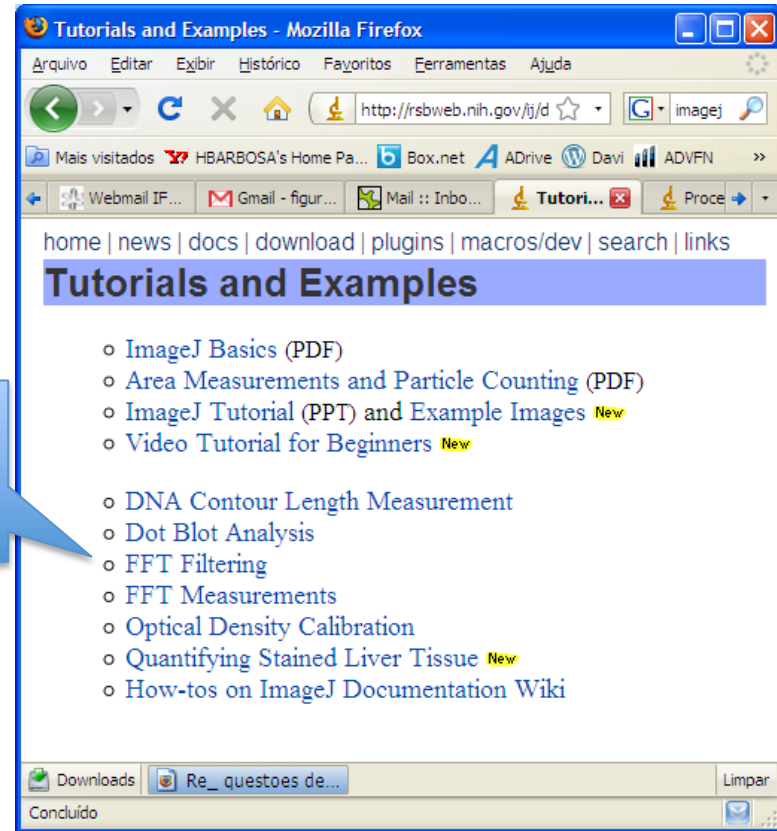 Tutorials and Examples - Mozilla Firefox
Arquivo Editar Exibir Histórico Favoritos Ferramentas Ajuda
http://rsbweb.nih.gov/ij/d G imagej
Mais visitados HBARBOSA's Home Pa... Box.net ADrive Davi ADVFN »
Webmail IF... Gmail - figur... Mail :: Inbo... Tutori... Proce
home | news | docs | download | plugins | macros/dev | search | links
Tutorials and Examples
ImageJ Basics (PDF)
Area Measurements and Particle Counting (PDF)
ImageJ Tutorial (PPT) and Example Images New
Video Tutorial for Beginners New
DNA Contour Length Measurement
Dot Blot Analysis
FFT Filtering
FFT Measurements
Optical Density Calibration
Quantifying Stained Liver Tissue New
How-tos on ImageJ Documentation Wiki
Downloads Re_ questoes de... Limpar
Concluído